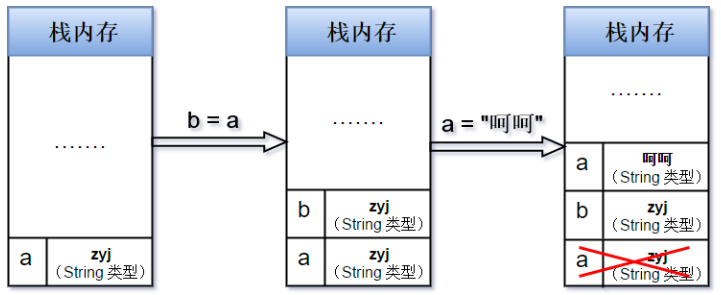 栈内存
.......
a
zyj
（String 类型）
b = a
栈内存
.......
b
zyj
（String 类型）
a
zyj
（String 类型）
a = "呵呵"
栈内存
.......
a
呵呵
（String 类型）
b
zyj
（String 类型）
a
zyj
（String 类型）